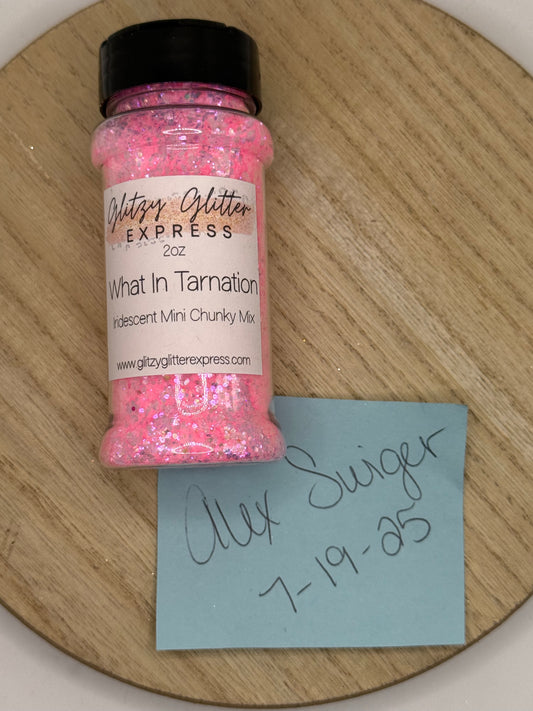 Glitzy Glitter
EXPRESS
2oz
What In Tarnation
Iridescent Mini Chunky Mix
www.glitzyglitterexpress.com
Alex Swiger
7-19-25